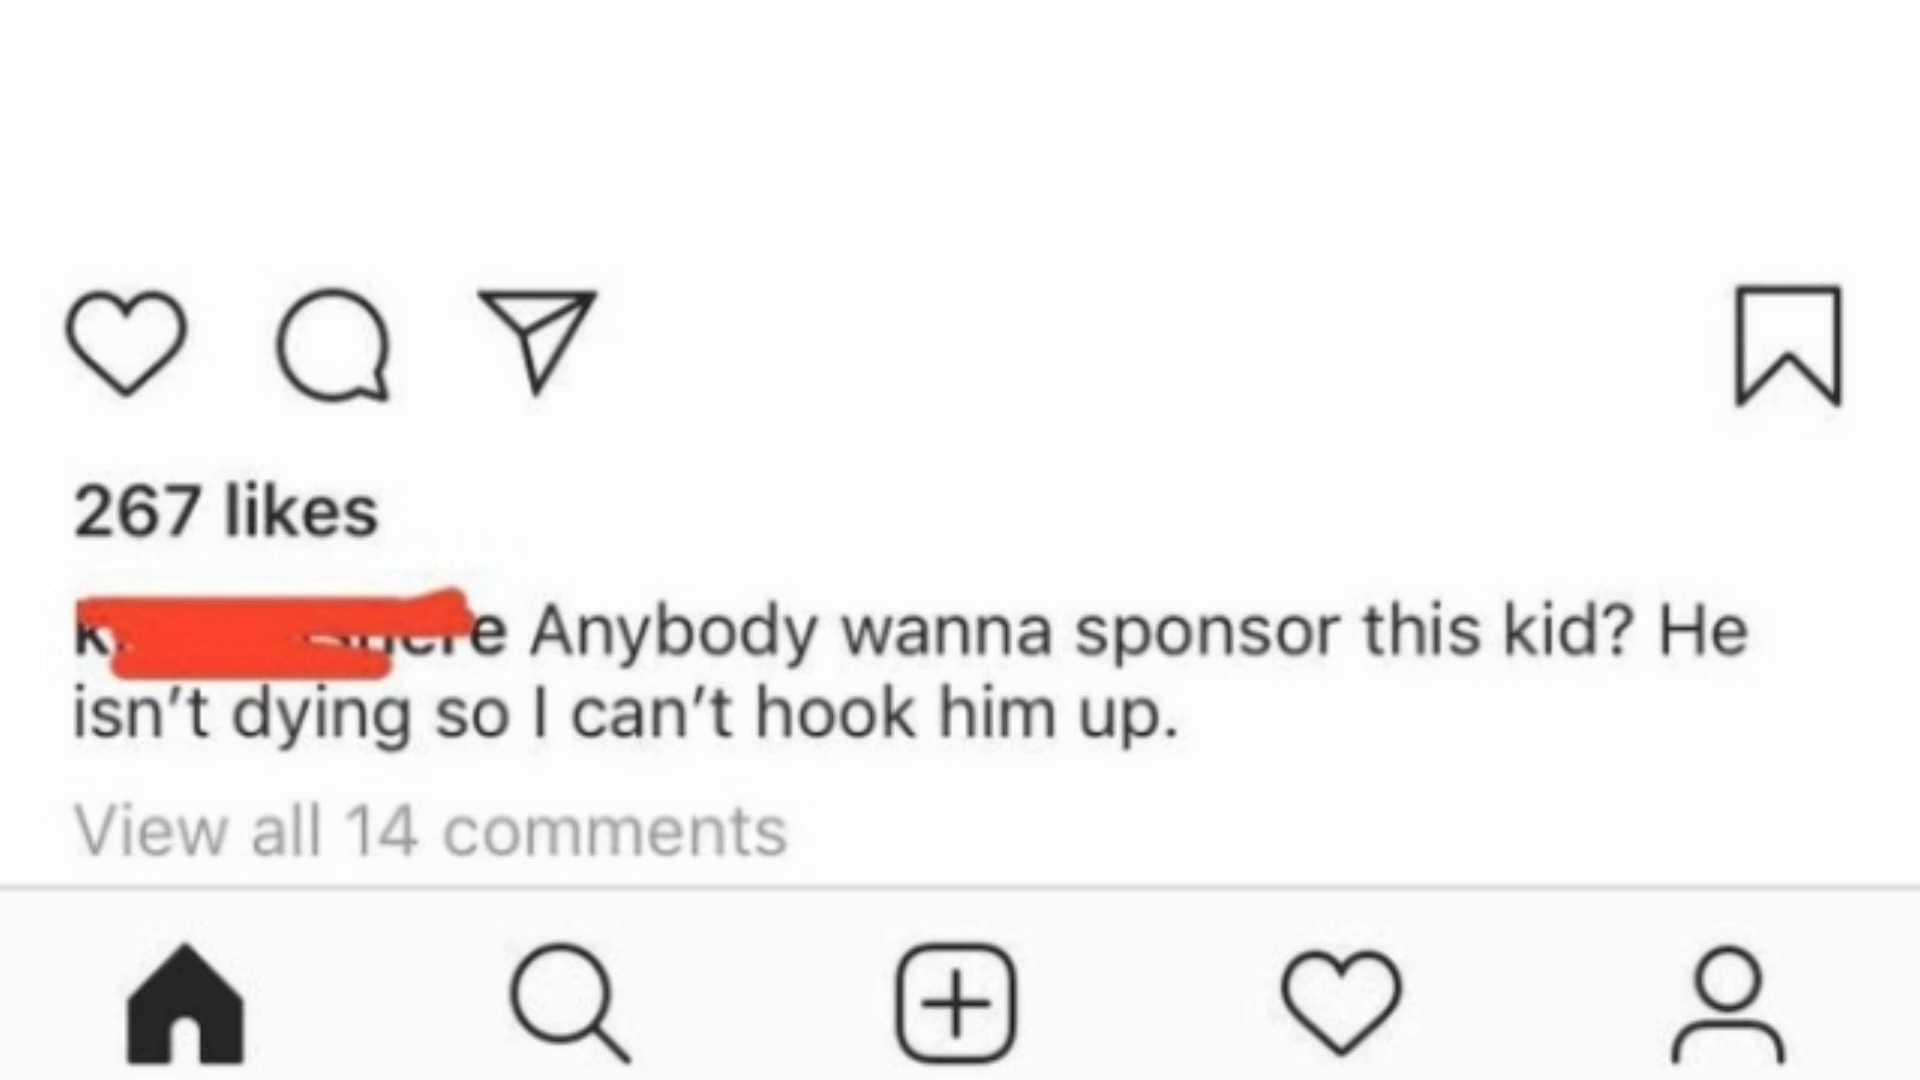 267 likes
Anybody wanna sponsor this kid? He
isn't dying so I can't hook him up.
View all 14 comments